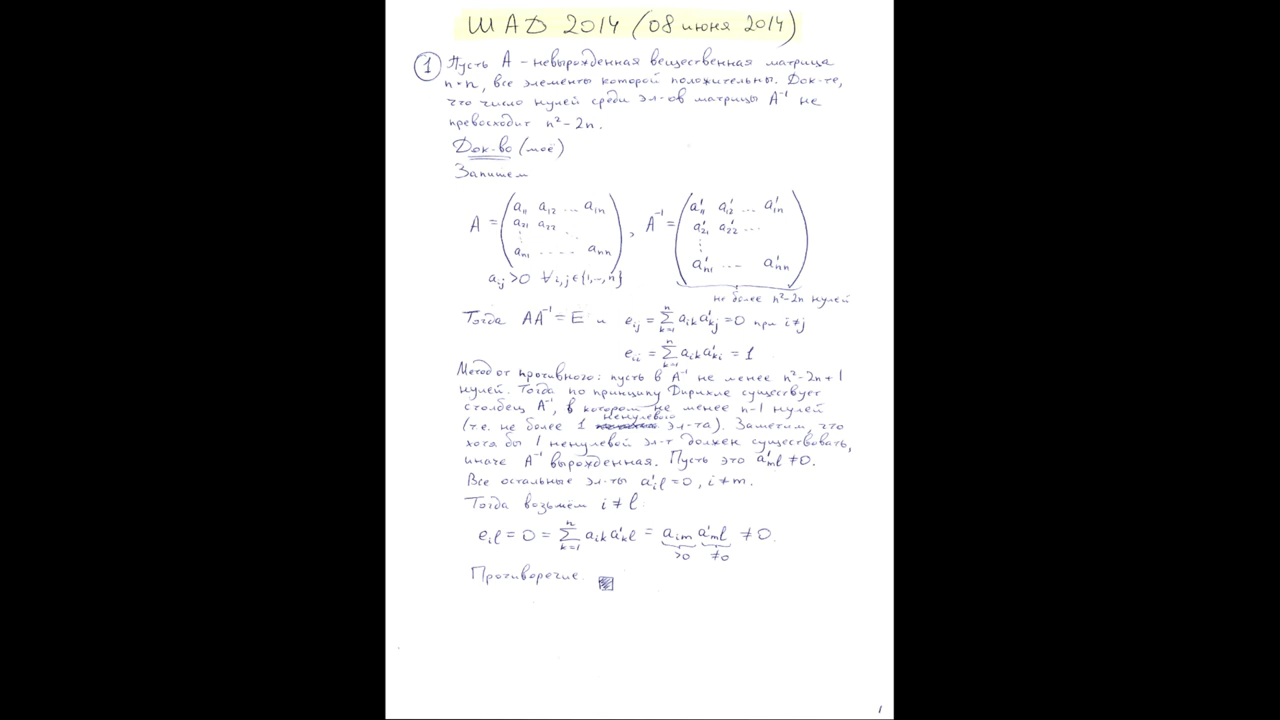 ШАД 2014 (08 июня 2014)
① Пусть A – невырожденная вещественная матрица
n×n, все элементы которой положительны. Док-те,
что число нулей среди эл-ов матрицы A⁻¹ не
превосходит n²-2n.
Док-во (моё)
Запишем
A = (a₁₁ a₁₂ ... a₁ₙ a₂₁ a₂₂ ... aₙ₁ ... aₙₙ), A⁻¹ = (a'₁₁ a'₁₂ ... a'₁ₙ a'₂₁ a'₂₂ ... a'ₙ₁ ... a'ₙₙ)
aᵢⱼ>0 ∀i,j∈{1,...,n}
не более n²-2n нулей
Тогда AA⁻¹ = E и eᵢⱼ = ∑ₖ₌₁ⁿ aᵢₖa'ₖⱼ = 0 при i≠j
eᵢᵢ = ∑ₖ₌₁ⁿ aᵢₖa'ₖᵢ = 1
Метод от противного: пусть в A⁻¹ не менее n²-2n+1
нулей. Тогда по принципу Дирихле существует
столбец A⁻¹, в котором не менее n-1 нулей
(т.е. не более 1 ненулевого эл-та). Заметим, что
хотя бы 1 ненулевой эл-т должен существовать,
иначе A⁻¹ вырожденная. Пусть это a'ₘₗ ≠ 0.
Все остальные эл-ты a'ᵢₗ = 0, i≠m.
Тогда возьмём i≠l
eᵢₗ = 0 = ∑ₖ₌₁ⁿ aᵢₖa'ₖₗ = aᵢₘ a'ₘₗ ≠ 0.
>0 ≠0
Противоречие.
1